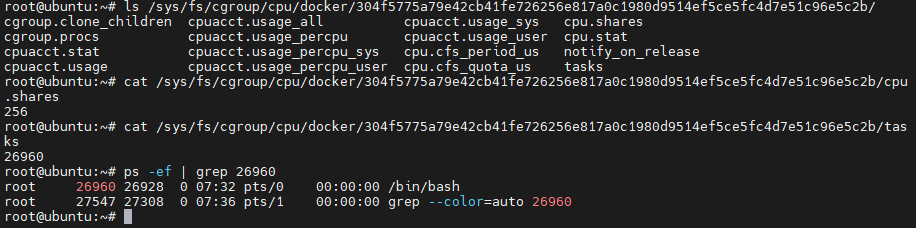 root@ubuntu:~# ls /sys/fs/cgroup/cpu/docker/304f5775a79e42cb41fe726256e817a0c1980d9514ef5ce5fc4d7e51c96e5c2b/
cgroup.clone_children  cpuacct.usage_all         cpuacct.usage_sys   cpu.shares
cgroup.procs           cpuacct.usage_percpu      cpuacct.usage_user  cpu.stat
cpuacct.stat           cpuacct.usage_percpu_sys  cpu.cfs_period_us   notify_on_release
cpuacct.usage          cpuacct.usage_percpu_user cpu.cfs_quota_us    tasks
root@ubuntu:~# cat /sys/fs/cgroup/cpu/docker/304f5775a79e42cb41fe726256e817a0c1980d9514ef5ce5fc4d7e51c96e5c2b/cpu
.shares
256
root@ubuntu:~# cat /sys/fs/cgroup/cpu/docker/304f5775a79e42cb41fe726256e817a0c1980d9514ef5ce5fc4d7e51c96e5c2b/tas
ks
26960
root@ubuntu:~# ps -ef | grep 26960
root     26960 26928  0 07:32 pts/0    00:00:00 /bin/bash
root     27547 27308  0 07:36 pts/1    00:00:00 grep --color=auto 26960
root@ubuntu:~#